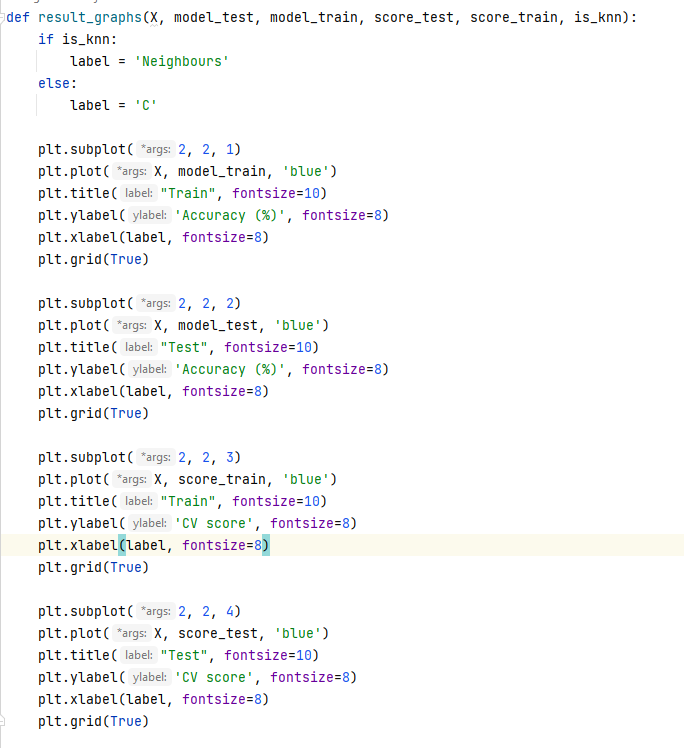 def result_graphs(X, model_test, model_train, score_test, score_train, is_knn):
    if is_knn:
        label = 'Neighbours'
    else:
        label = 'C'

    plt.subplot( *args: 2, 2, 1)
    plt.plot( *args: X, model_train, 'blue')
    plt.title( label: "Train", fontsize=10)
    plt.ylabel( ylabel: 'Accuracy (%)', fontsize=8)
    plt.xlabel(label, fontsize=8)
    plt.grid(True)

    plt.subplot( *args: 2, 2, 2)
    plt.plot( *args: X, model_test, 'blue')
    plt.title( label: "Test", fontsize=10)
    plt.ylabel( ylabel: 'Accuracy (%)', fontsize=8)
    plt.xlabel(label, fontsize=8)
    plt.grid(True)

    plt.subplot( *args: 2, 2, 3)
    plt.plot( *args: X, score_train, 'blue')
    plt.title( label: "Train", fontsize=10)
    plt.ylabel( ylabel: 'CV score', fontsize=8)
    plt.xlabel(label, fontsize=8)
    plt.grid(True)

    plt.subplot( *args: 2, 2, 4)
    plt.plot( *args: X, score_test, 'blue')
    plt.title( label: "Test", fontsize=10)
    plt.ylabel( ylabel: 'CV score', fontsize=8)
    plt.xlabel(label, fontsize=8)
    plt.grid(True)